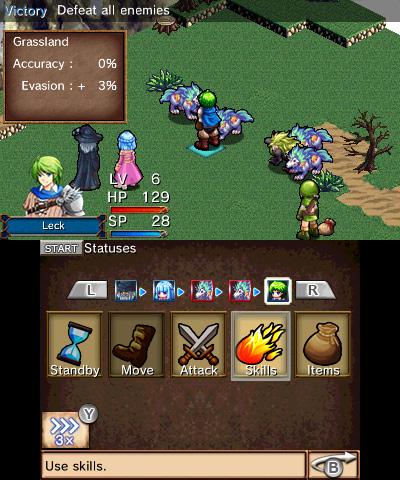 Victory Defeat all enemies
Grassland
Accuracy : 0%
Evasion : + 3%
LV 6
HP 129
SP 28
Leck
START Statuses
L R
Standby Move Attack Skills Items
Y
3x
Use skills.
B